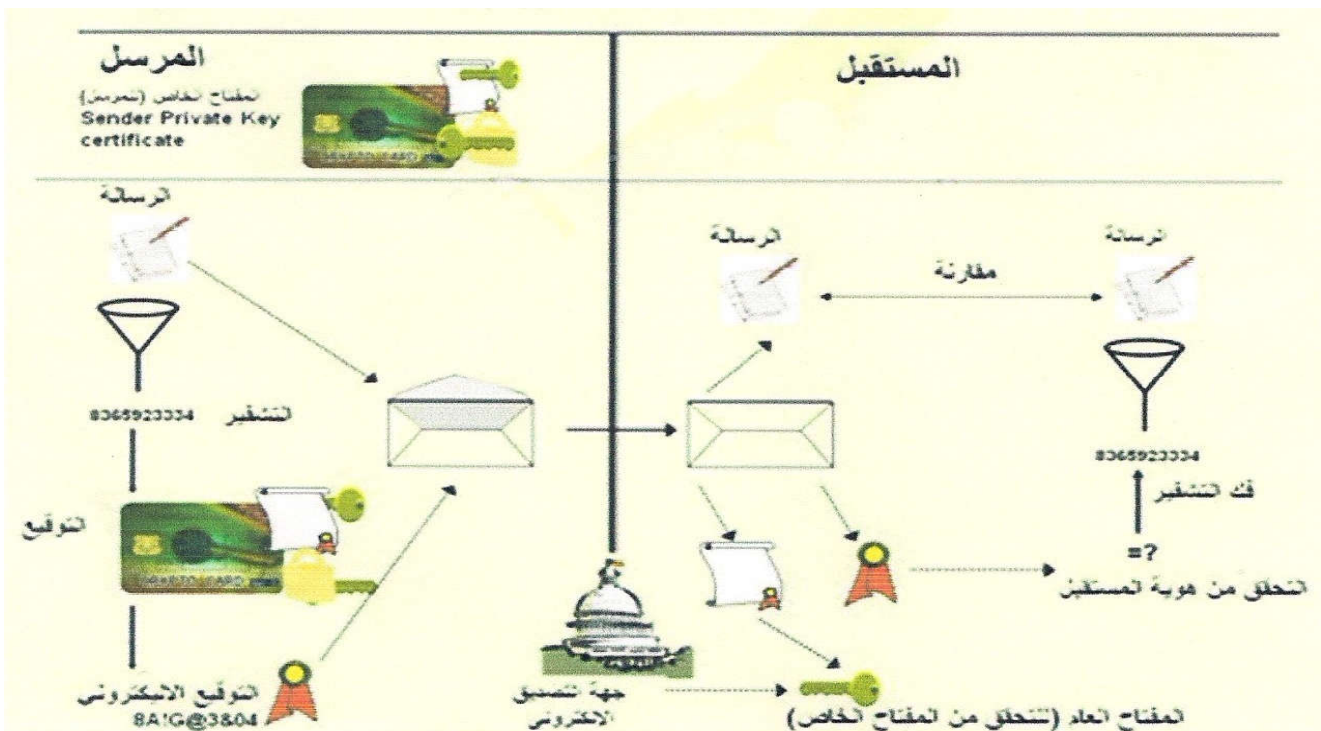 المرسل
المفتاح الخاص (للمرسل)
Sender Private Key
certificate
المستقبل
الرسالة
الرسالة
الرسالة
مقارنة
8365923334
التشفير
8365923334
فك التشفير
التوقيع
=?
التحقق من هوية المستقبل
التوقيع الاليكتروني
8A!G@3&04
جهة التصديق
الالكتروني
المفتاح العام (للتحقق من المفتاح الخاص)